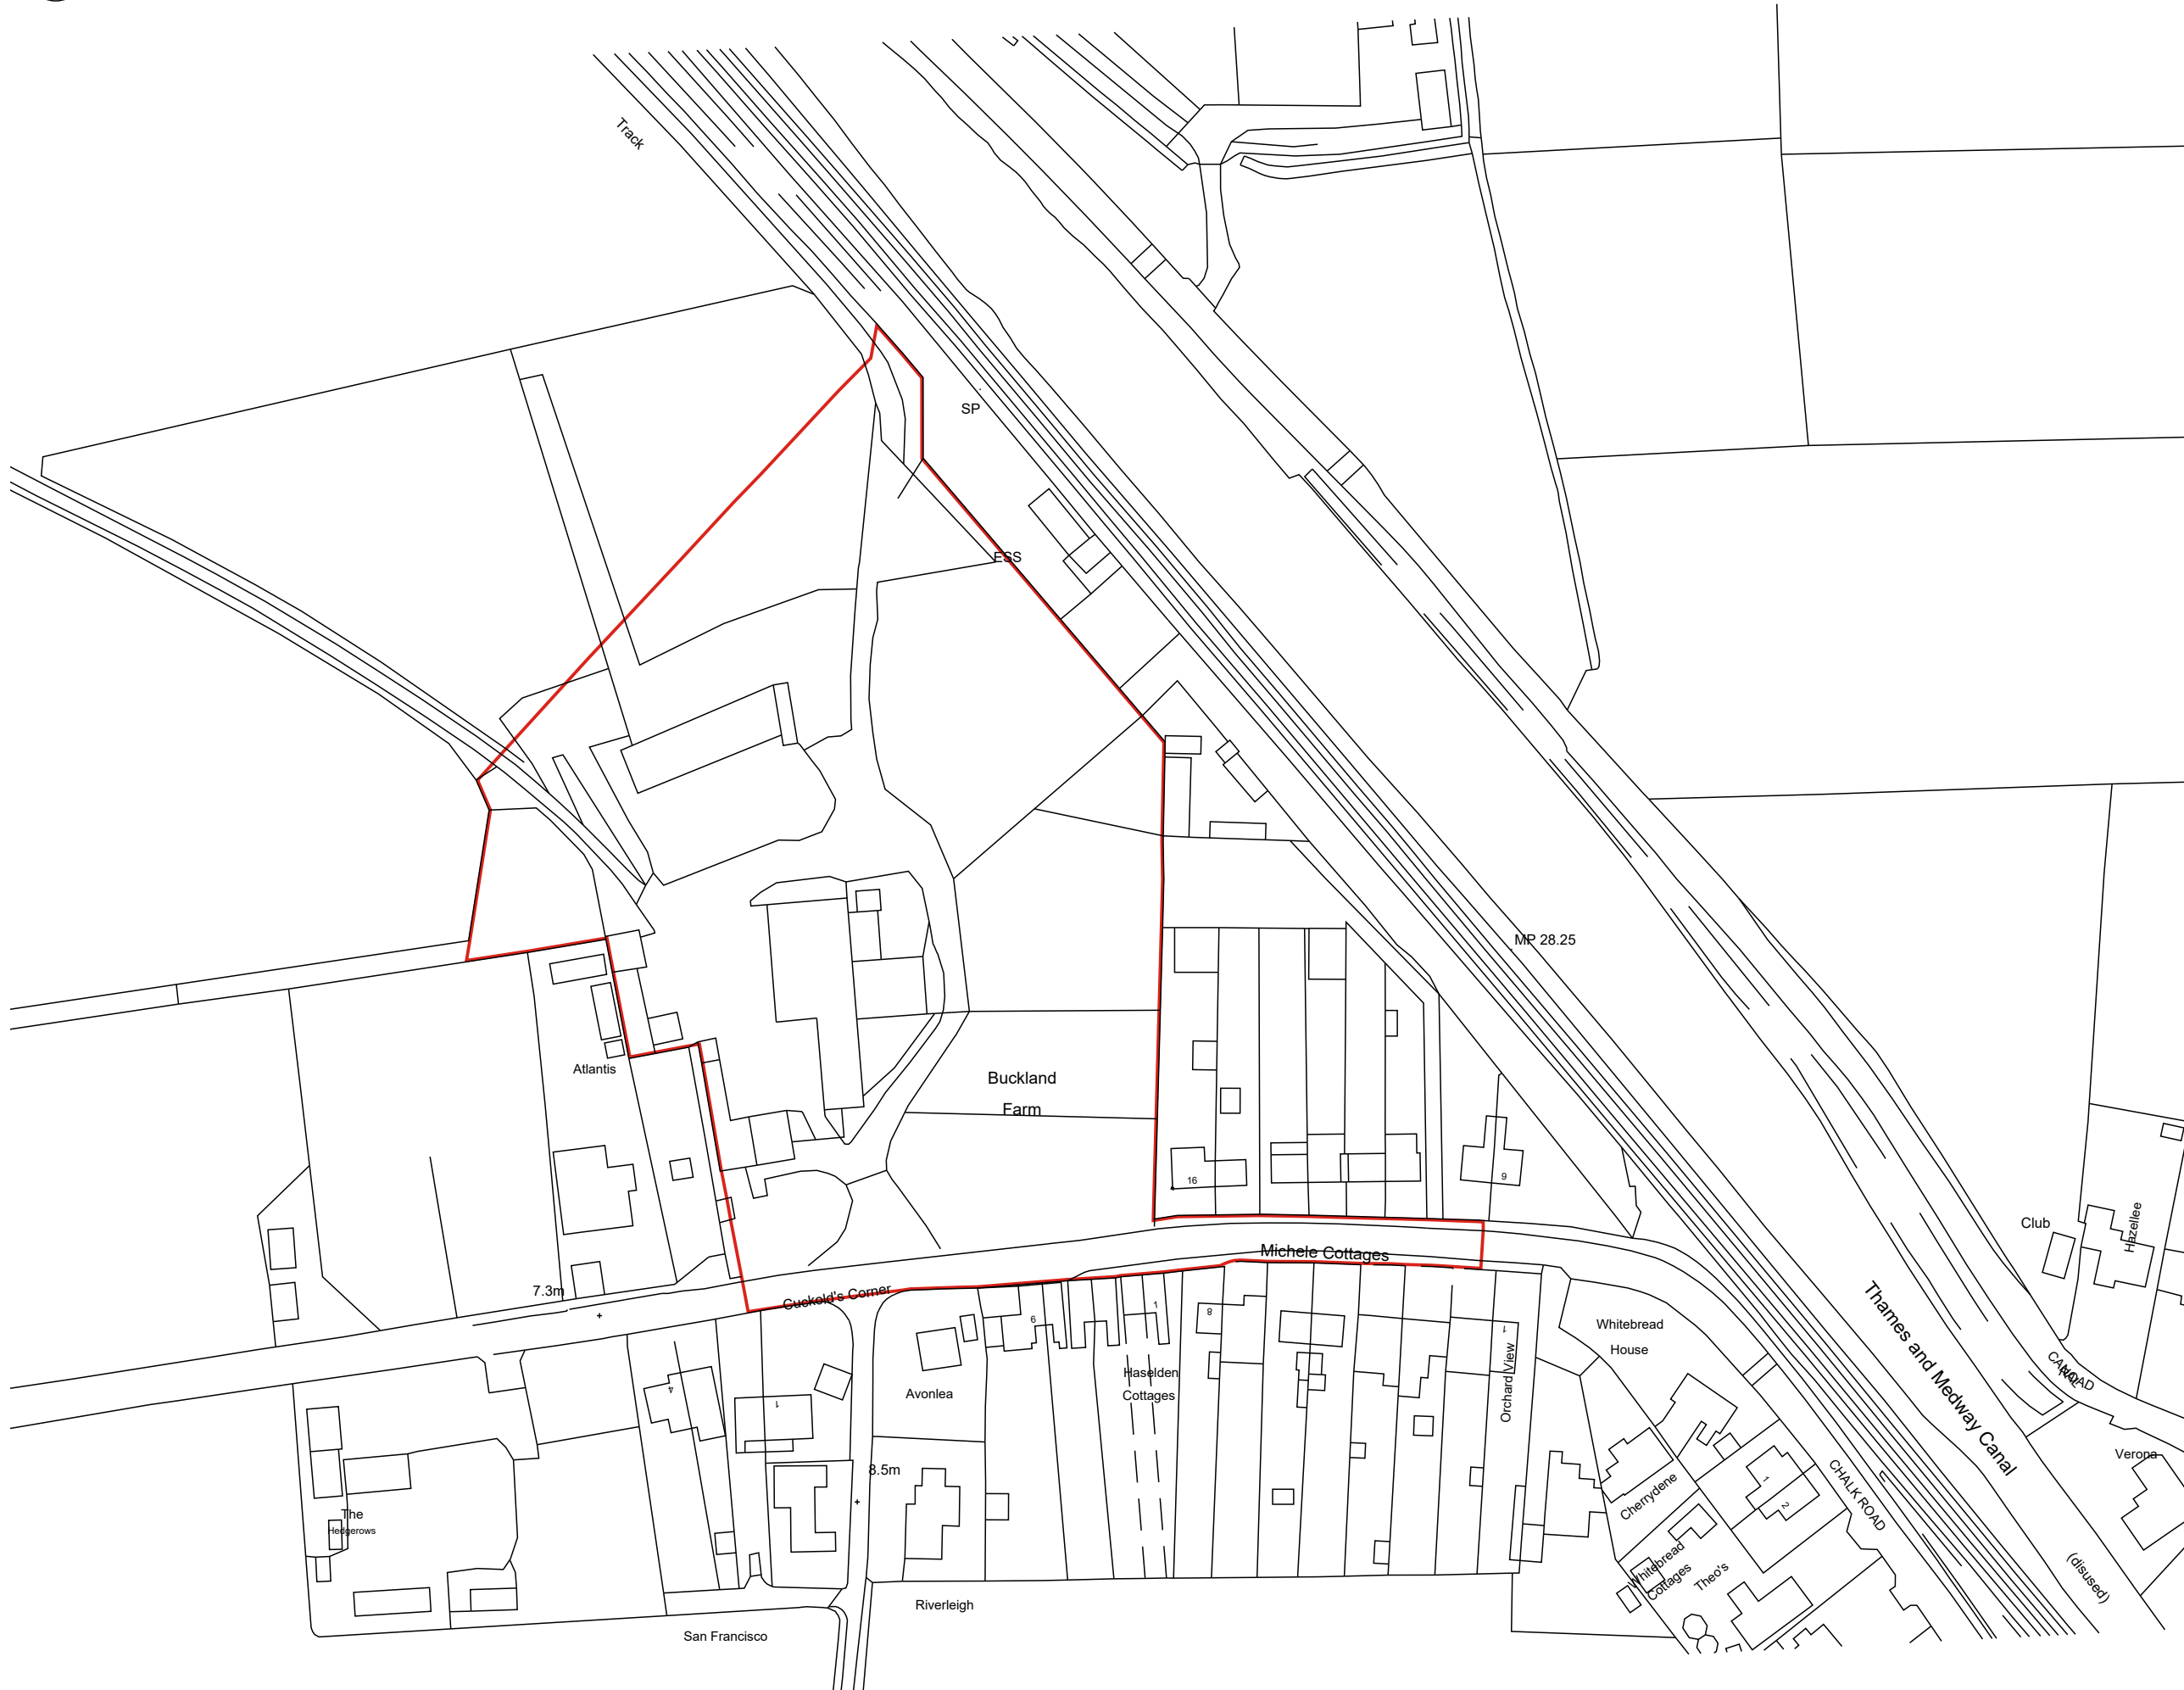 Track
SP
ESS
MP 28.25
Atlantis
Buckland
Farm
16
9
Club
Hazellee
Michele Cottages
7.3m
Cuckold's Corner
6
1
8
1
Whitebread
House
Thames and Medway Canal
CANAL ROAD
Haselden
Cottages
Orchard View
Avonlea
4
1
8.5m
Verona
CHALK ROAD
Cherrydene
1
2
The
Hedgerows
Whitebread
Cottages
Theo's
(disused)
Riverleigh
San Francisco